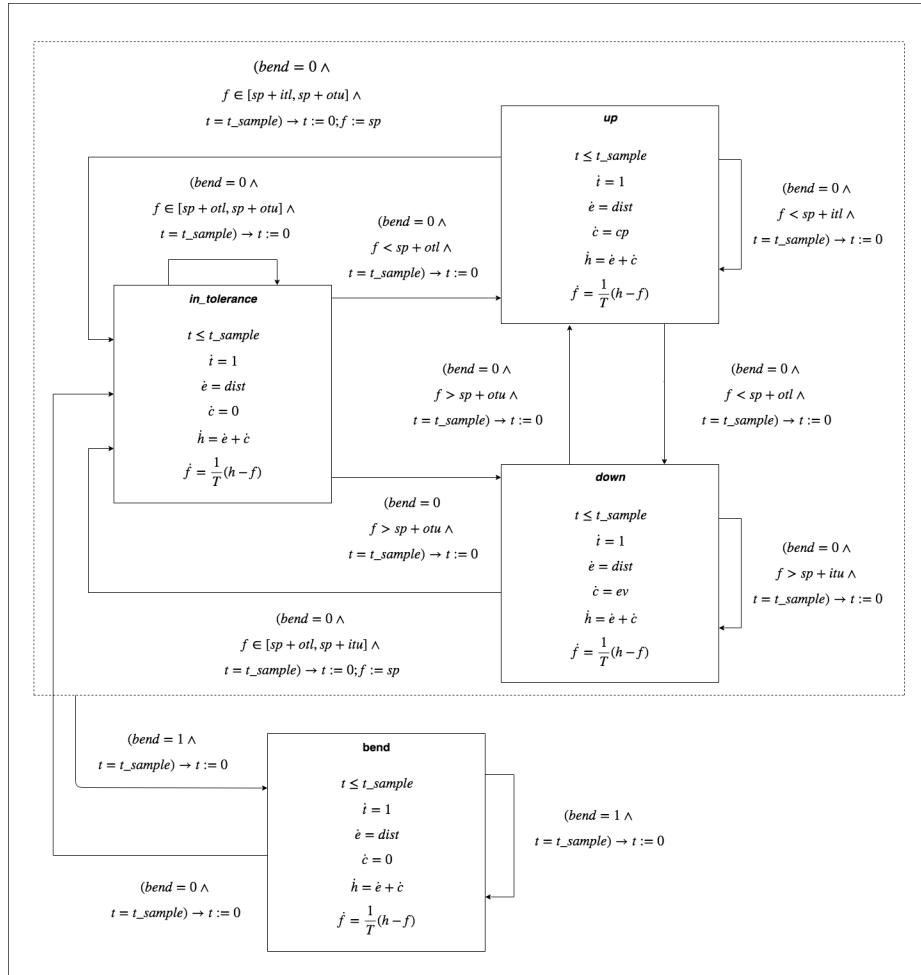 (bend = 0 ∧
f ∈ [sp + itl, sp + otu] ∧
t = t_sample) → t := 0; f := sp
up
t ≤ t_sample
ṫ = 1
ė = dist
ċ = cp
ḣ = ė + ċ
ḟ = 1/T (h − f)
(bend = 0 ∧
f < sp + itl ∧
t = t_sample) → t := 0
(bend = 0 ∧
f ∈ [sp + otl, sp + otu] ∧
t = t_sample) → t := 0
(bend = 0 ∧
f < sp + otl ∧
t = t_sample) → t := 0
in_tolerance
t ≤ t_sample
ṫ = 1
ė = dist
ċ = 0
ḣ = ė + ċ
ḟ = 1/T (h − f)
(bend = 0 ∧
f > sp + otu ∧
t = t_sample) → t := 0
(bend = 0 ∧
f < sp + otl ∧
t = t_sample) → t := 0
(bend = 0
f > sp + otu ∧
t = t_sample) → t := 0
down
t ≤ t_sample
ṫ = 1
ė = dist
ċ = ev
ḣ = ė + ċ
ḟ = 1/T (h − f)
(bend = 0 ∧
f > sp + itu ∧
t = t_sample) → t := 0
(bend = 0 ∧
f ∈ [sp + otl, sp + itu] ∧
t = t_sample) → t := 0; f := sp
(bend = 1 ∧
t = t_sample) → t := 0
bend
t ≤ t_sample
ṫ = 1
ė = dist
ċ = 0
ḣ = ė + ċ
ḟ = 1/T (h − f)
(bend = 1 ∧
t = t_sample) → t := 0
(bend = 0 ∧
t = t_sample) → t := 0